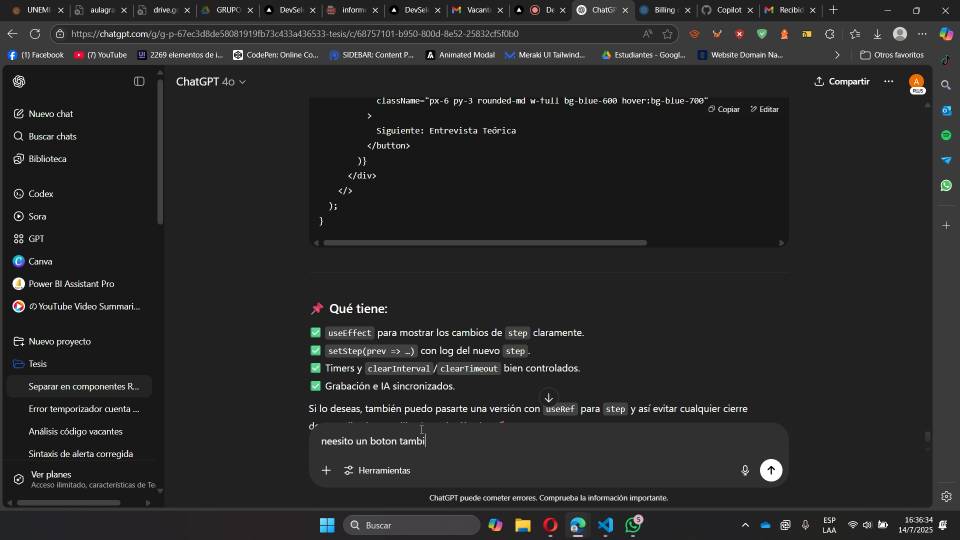 UNEMI
aulagra
drive.go
GRUPO
DevSel
inform
DevSele
Vacant
De
ChatGP
Billing
Copilot
Recibid
https://chatgpt.com/g/g-p-67ec3d8de58081919fb73c433a436533-tesis/c/68757101-b950-800d-8e52-25832cf5f0b0
(1) Facebook
(7) YouTube
2269 elementos de i...
CodePen: Online Co...
SIDEBAR: Content P...
Animated Modal
Meraki UI Tailwind...
Estudiantes - Googl...
Website Domain Na...
Otros favoritos
ChatGPT 4o
Compartir
A
PLUS
Nuevo chat
Buscar chats
Biblioteca
Codex
Sora
GPT
Canva
Power BI Assistant Pro
の YouTube Video Summari...
Nuevo proyecto
Tesis
Separar en componentes R...
Error temporizador cuenta ...
Análisis código vacantes
Sintaxis de alerta corregida
Ver planes
Acceso ilimitado, características de Te
className="px-6 py-3 rounded-md w-full bg-blue-600 hover:bg-blue-700"
Copiar
Editar
>
Siguiente: Entrevista Teórica
</button>
)}
</div>
</>
);
}
Qué tiene:
useEffect para mostrar los cambios de step claramente.
setStep(prev => …) con log del nuevo step.
Timers y clearInterval/clearTimeout bien controlados.
Grabación e IA sincronizados.
Si lo deseas, también puedo pasarte una versión con useRef para step y así evitar cualquier cierre
neesito un boton tambi
Herramientas
ChatGPT puede cometer errores. Comprueba la información importante.
Buscar
5
ESP
LAA
16:36:34
14/7/2025